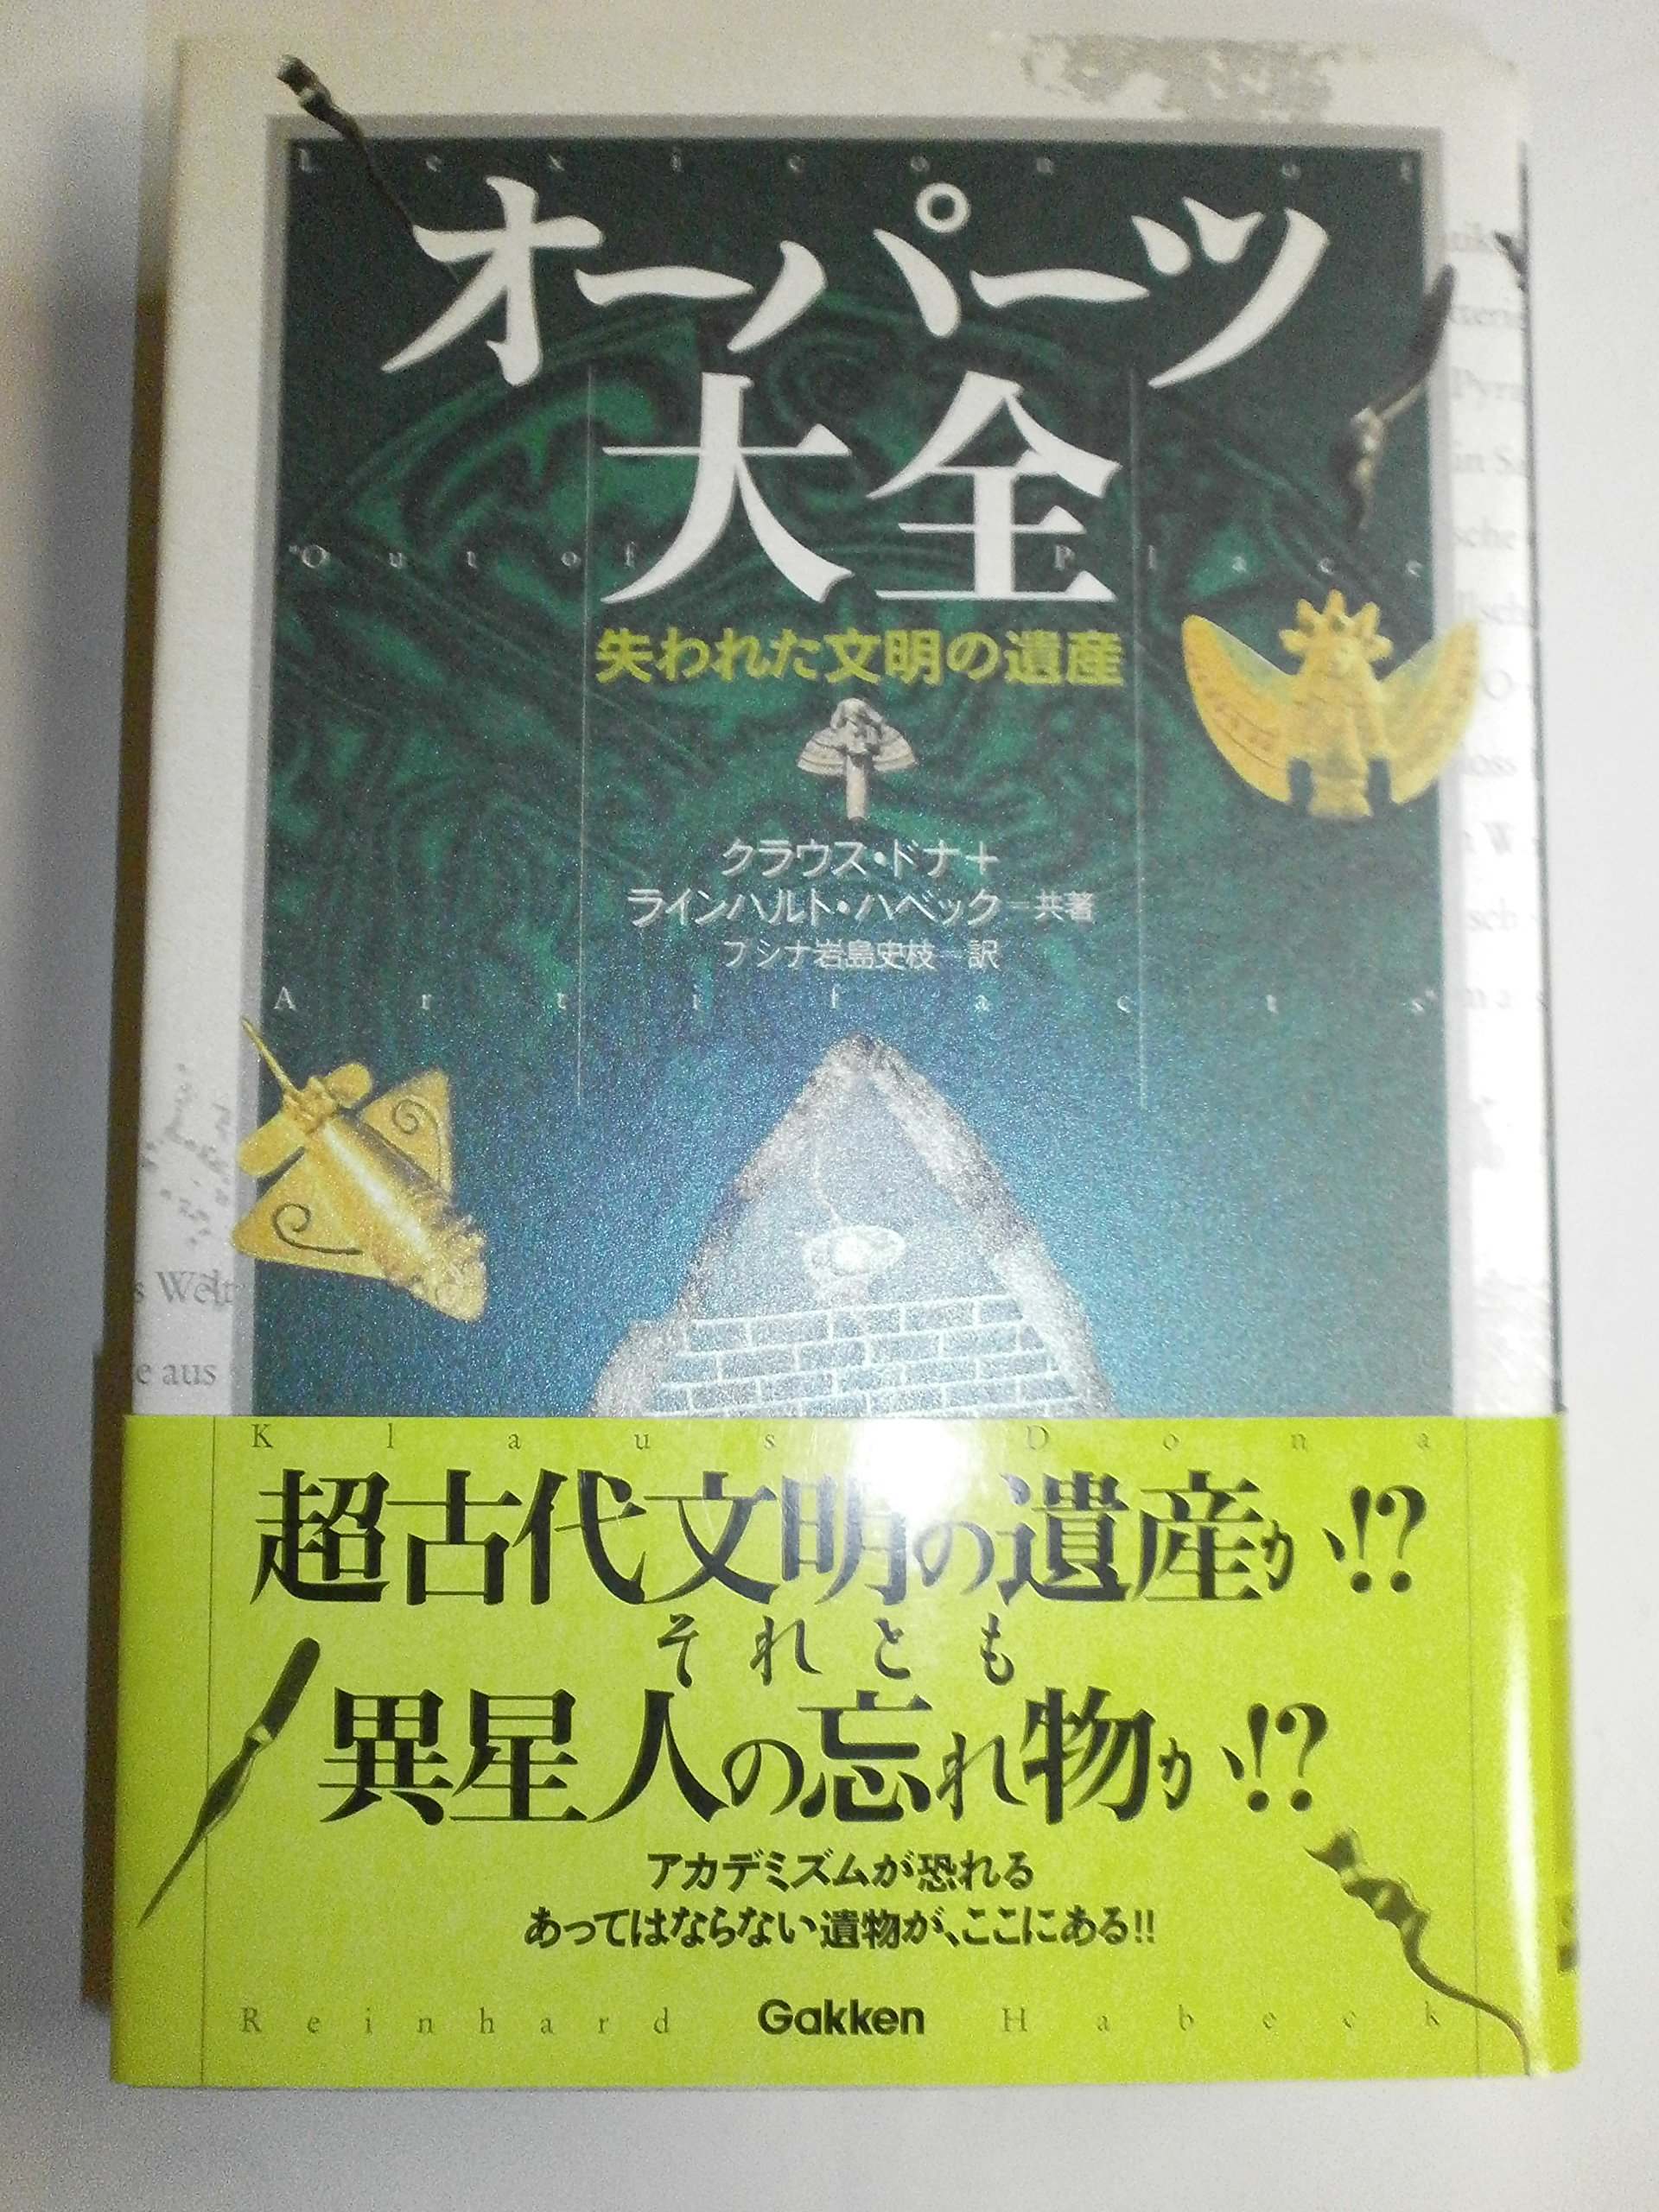 Lexicon of
オーパーツ
大全
"Out of Place
失われた文明の遺産
クラウス・ドナ＋
ラインハルト・ハベック＝共著
プシナ岩島史枝＝訳
Artifacts"
s Welt
e aus
Klaus Dona
超古代文明の遺産か!?
それとも
異星人の忘れ物か!?
アカデミズムが恐れる
あってはならない遺物が、ここにある!!
Reinhard Gakken Habeck